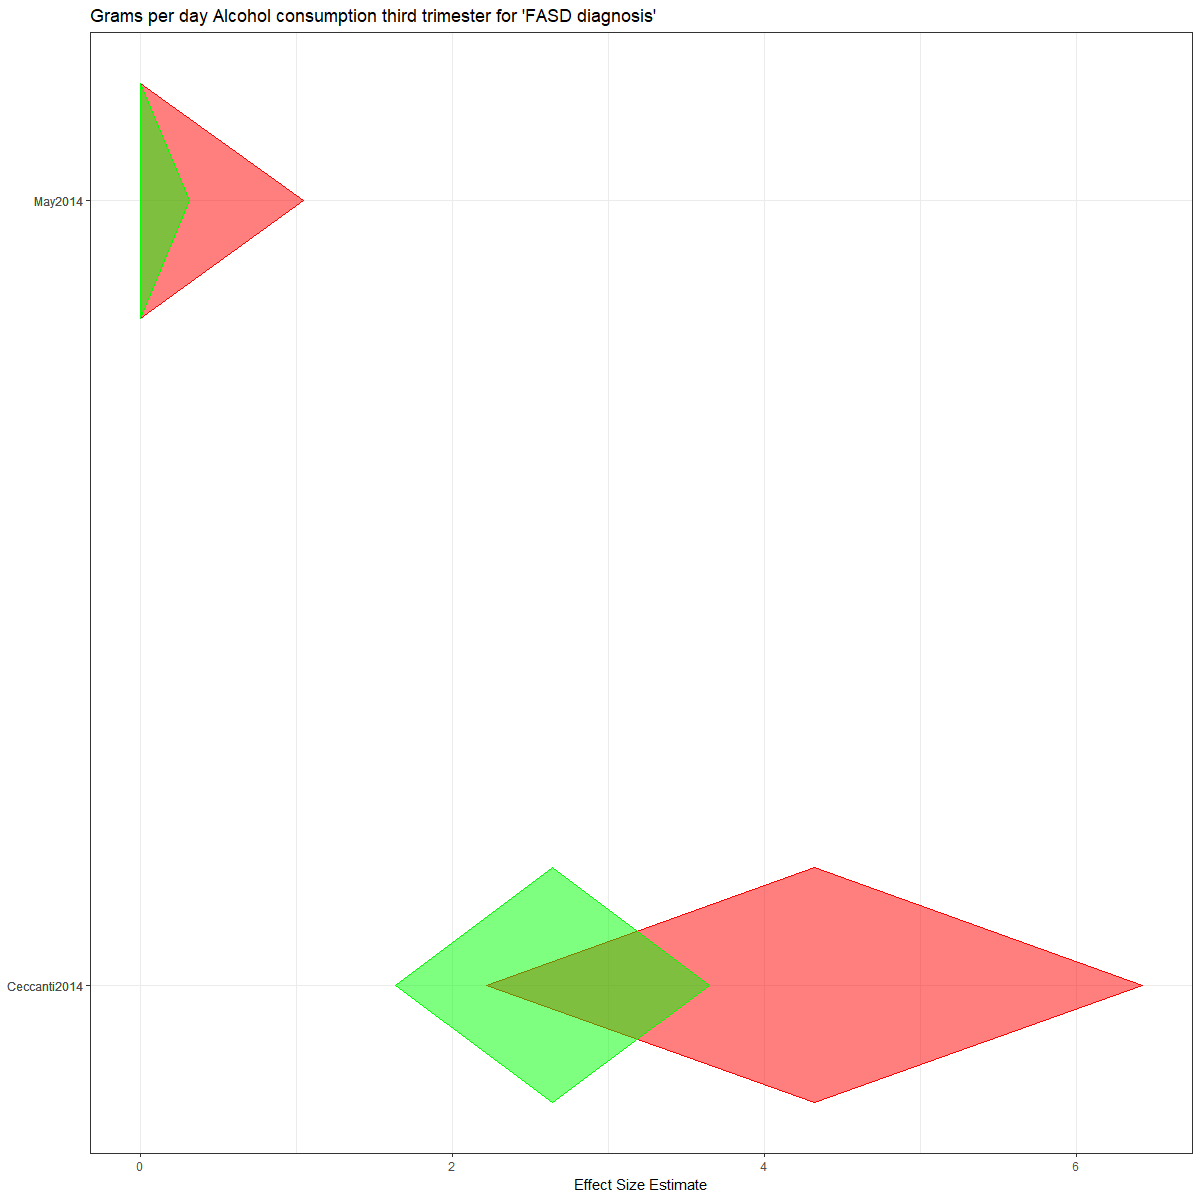 Grams per day Alcohol consumption third trimester for 'FASD diagnosis'
May2014
Ceccanti2014
0 2 4 6
Effect Size Estimate